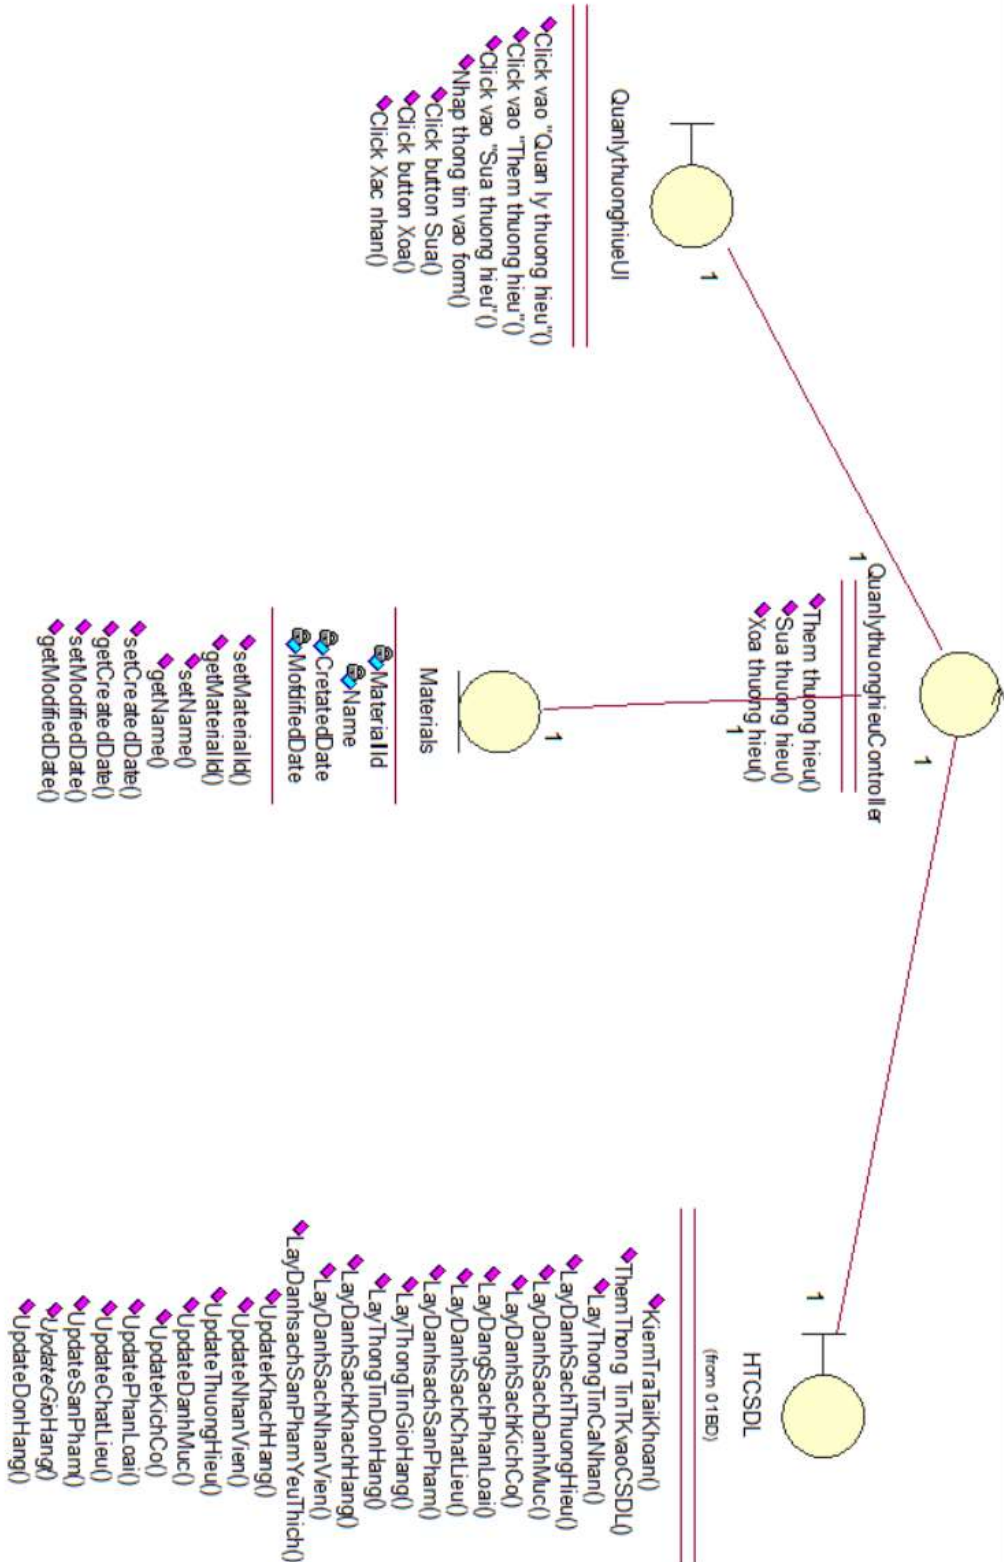 QuanlythuonghieuController
Them thuong hieu()
Sua thuong hieu()
Xoa thuong hieu()
1
1
1
1
QuanlythuonghieUI
Click vao "Quan ly thuong hieu"()
Click vao "Them thuong hieu"()
Click vao "Sua thuong hieu"()
Nhap thong tin vao form()
Click button Sua()
Click button Xoa()
Click Xac nhan()
1
Materials
MaterialId
Name
CretatedDate
MofdifiedDate
setMaterialId()
getMaterialId()
setName()
getName()
setCreatedDate()
getCreatedDate()
setModifiedDate()
getModifiedDate()
1
HTCSDL
(from 01BD)
KiemTraTaiKhoan()
ThemThong TinTKvaoCSDL()
LayThongTinCaNhan()
LayDanhSachThuongHieu()
LayDanhSachDanhMuc()
LayDanhSachKichCo()
LayDangSachPhanLoai()
LayDanhSachChatLieu()
LayDanhsachSanPham()
LayThongTinGioHang()
LayThongTinDonHang()
LayDanhSachKhachHang()
LayDanhSachNhanVien()
LayDanhsachSanPhamYeuThich()
UpdateKhachHang()
UpdateNhanVien()
UpdateThuongHieu()
UpdateDanhMuc()
UpdateKichCo()
UpdatePhanLoai()
UpdateChatLieu()
UpdateSanPham()
UpdateGioHang()
UpdateDonHang()